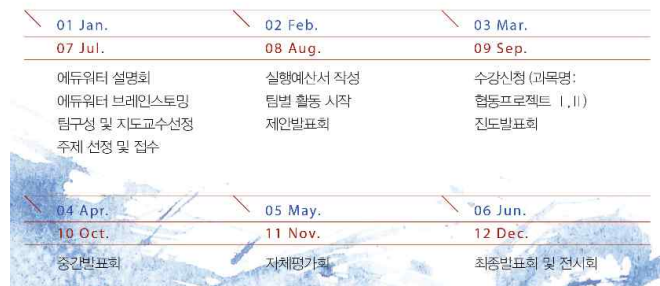 01 Jan.
07 Jul.
에듀워터 설명회
에듀워터 브레인스토밍
팀구성 및 지도교수선정
주제 선정 및 접수
02 Feb.
08 Aug.
실행예산서 작성
팀별 활동 시작
제안발표회
03 Mar.
09 Sep.
수강신청 (과목명:
협동프로젝트 Ⅰ,Ⅱ)
진도발표회
04 Apr.
10 Oct.
중간발표회
05 May.
11 Nov.
자체평가회
06 Jun.
12 Dec.
최종발표회 및 전시회